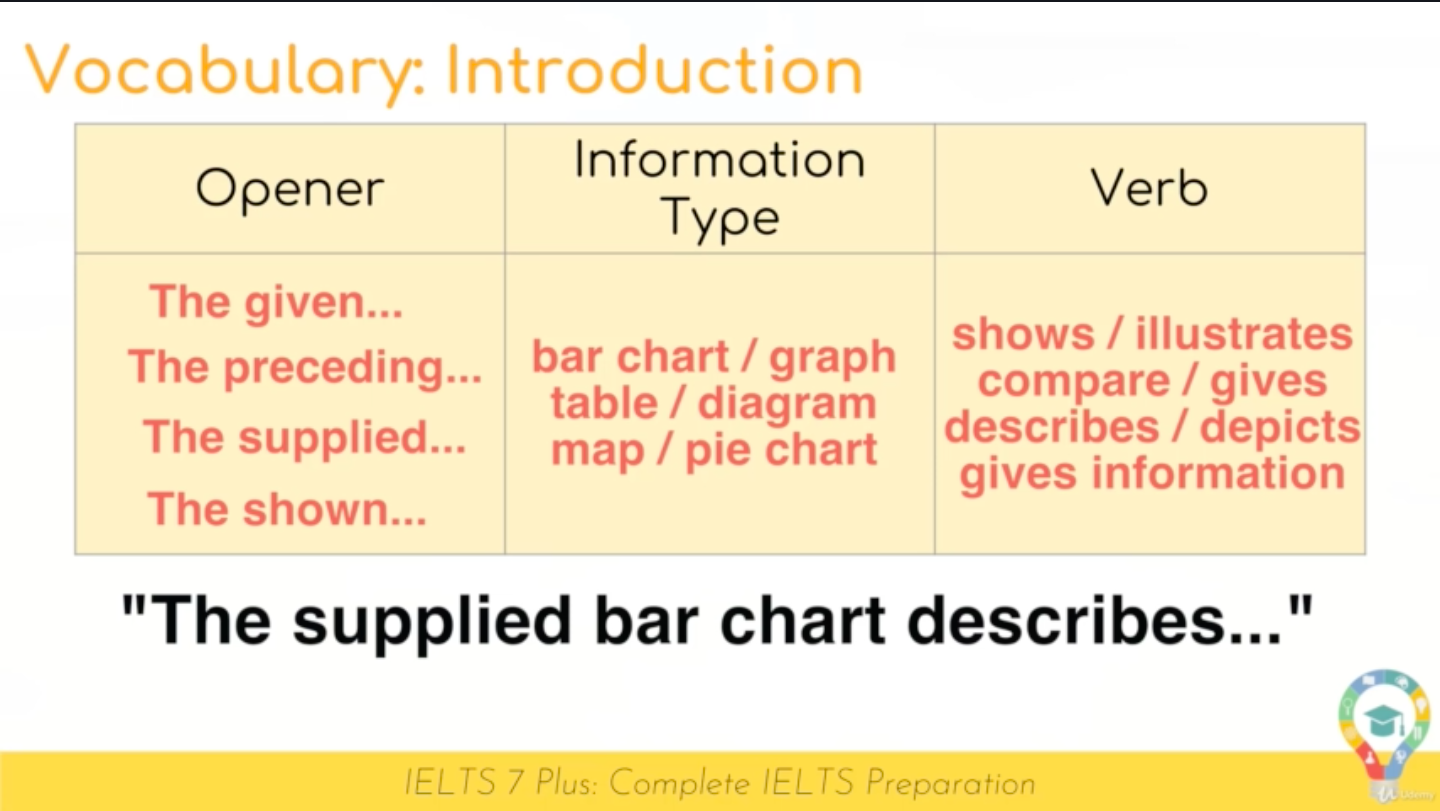 Vocabulary: Introduction
Opener
Information
Type
Verb
The given...
The preceding...
The supplied...
The shown...
bar chart / graph
table / diagram
map / pie chart
shows / illustrates
compare / gives
describes / depicts
gives information
"The supplied bar chart describes..."
IELTS 7 Plus: Complete IELTS Preparation
Udemy